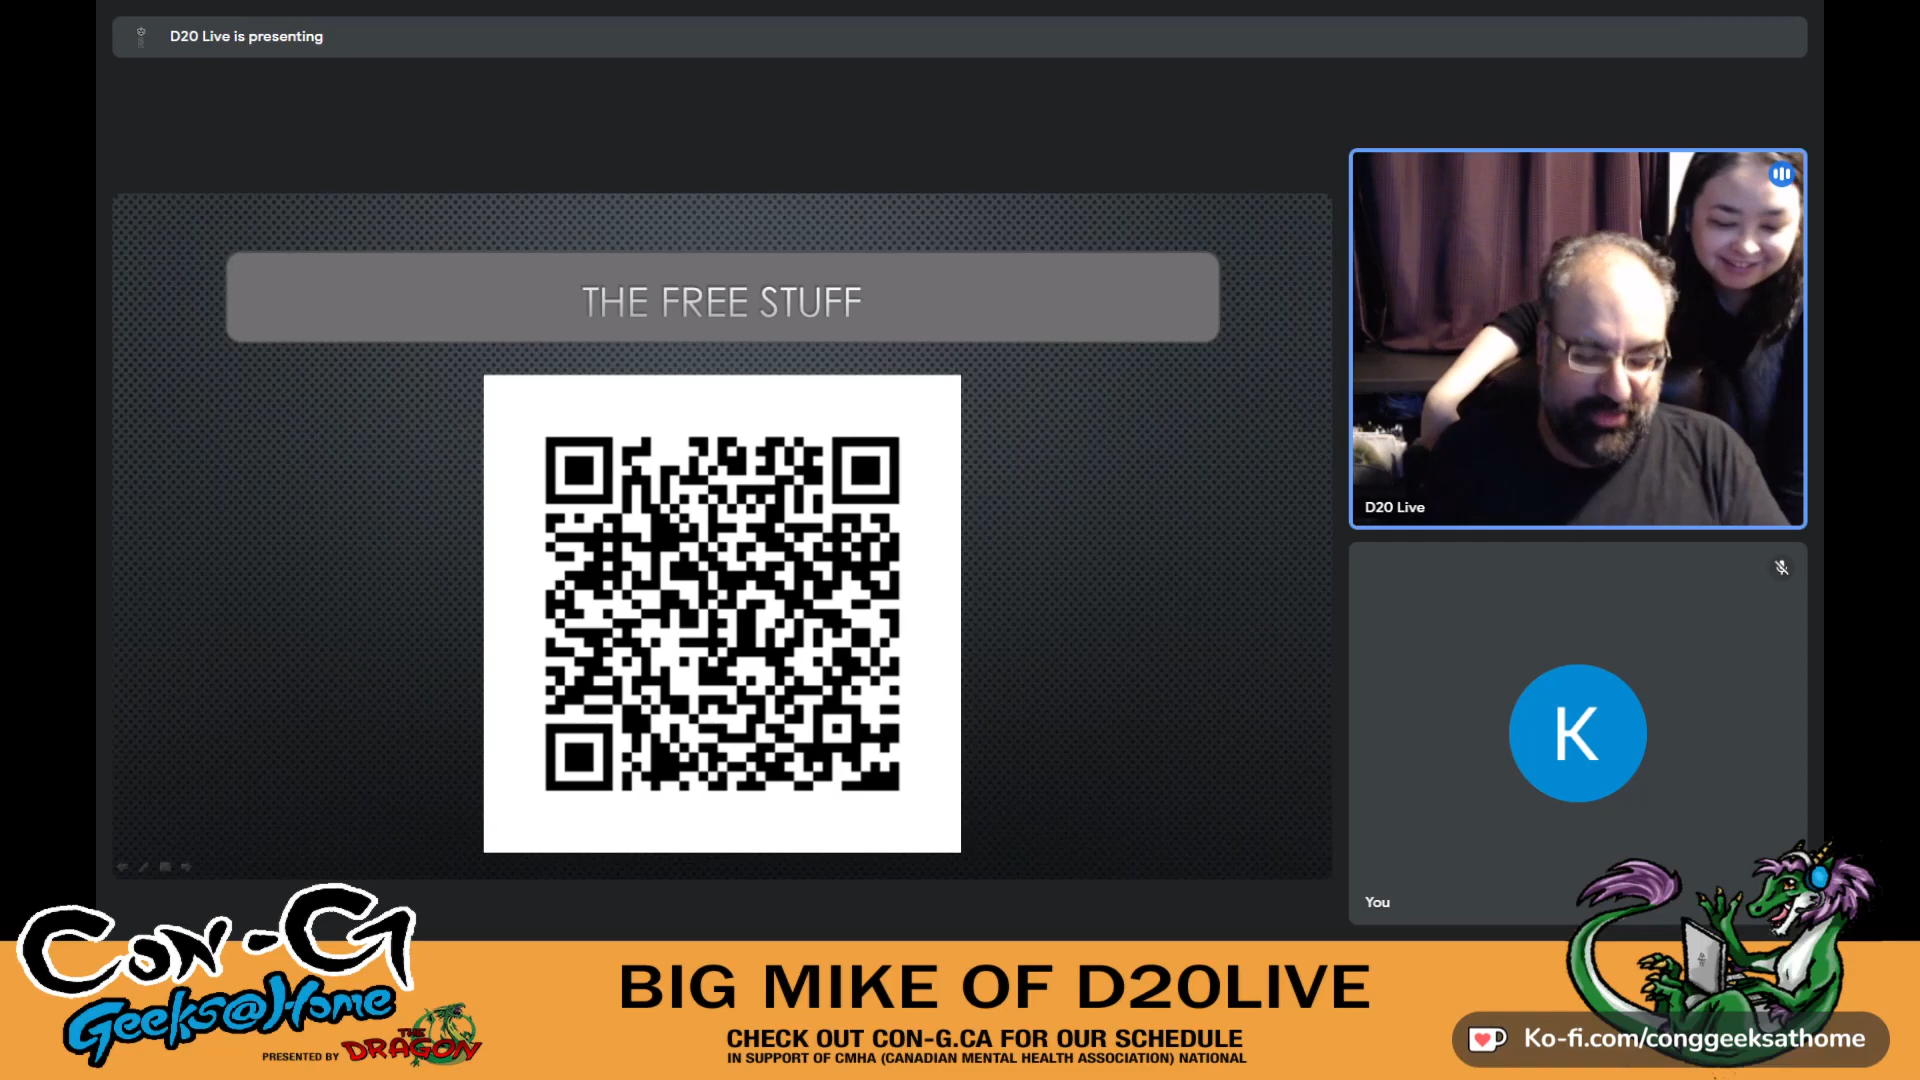 D20 Live is presenting
THE FREE STUFF
D20 Live
K
You
CON-G
Geeks@Home
PRESENTED BY THE DRAGON
BIG MIKE OF D20LIVE
CHECK OUT CON-G.CA FOR OUR SCHEDULE
IN SUPPORT OF CMHA (CANADIAN MENTAL HEALTH ASSOCIATION) NATIONAL
Ko-fi.com/conggeeksathome